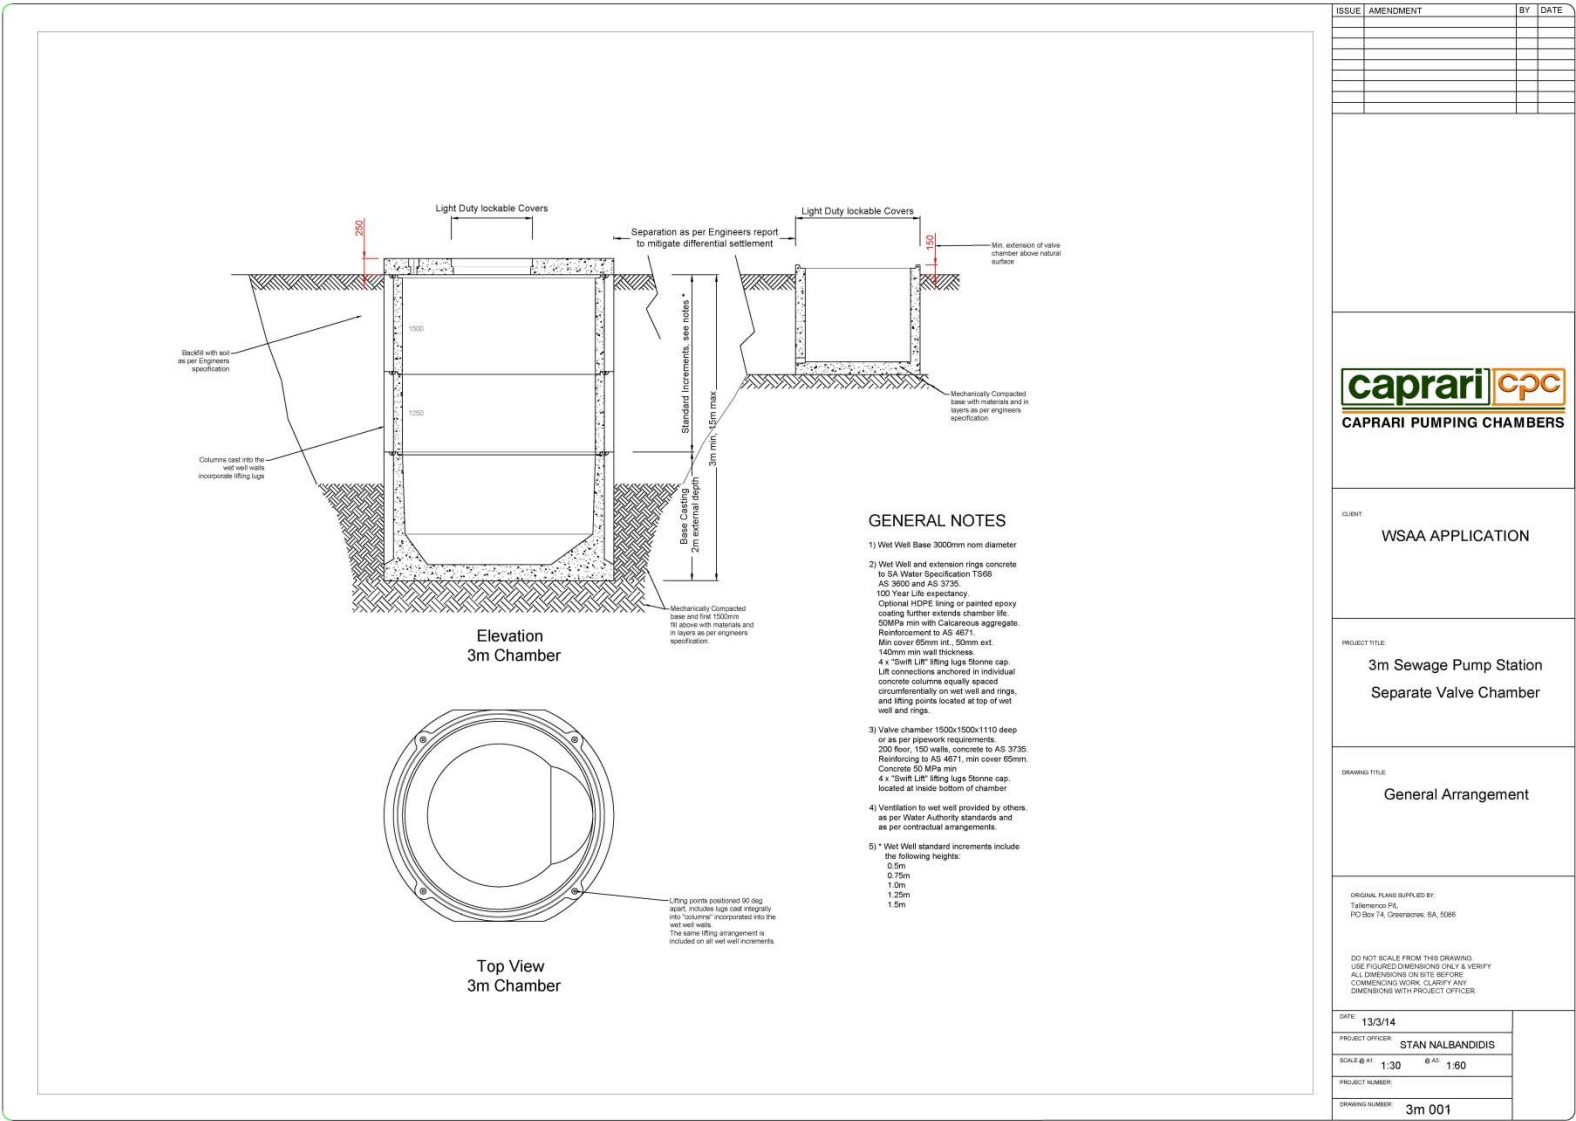 ISSUE AMENDMENT BY DATE
Light Duty lockable Covers
250
Separation as per Engineers report
to mitigate differential settlement
Light Duty lockable Covers
150
Min. extension of valve
chamber above natural
surface
1500
1250
Standard Increments, see notes *
3m min, 15m max
Base Casting
2m external depth
Backfill with soil
as per Engineers
specification
Columns cast into the
wet well walls
incorporate lifting lugs
Mechanically Compacted
base with materials and in
layers as per engineers
specification.
Mechanically Compacted
base and first 1500mm
fill above with materials and
in layers as per engineers
specification.
Elevation
3m Chamber
Lifting points positioned 90 deg
apart, includes lugs cast integrally
into "columns" incorporated into the
wet well walls.
The same lifting arrangement is
included on all wet well increments.
Top View
3m Chamber
GENERAL NOTES
1) Wet Well Base 3000mm nom diameter
2) Wet Well and extension rings concrete
to SA Water Specification TS68
AS 3600 and AS 3735.
100 Year Life expectancy.
Optional HDPE lining or painted epoxy
coating further extends chamber life.
50MPa min with Calcareous aggregate.
Reinforcement to AS 4671.
Min cover 65mm int., 50mm ext.
140mm min wall thickness.
4 x "Swift Lift" lifting lugs 5tonne cap.
Lift connections anchored in individual
concrete columns equally spaced
circumferentially on wet well and rings,
and lifting points located at top of wet
well and rings.
3) Valve chamber 1500x1500x1110 deep
or as per pipework requirements.
200 floor, 150 walls, concrete to AS 3735.
Reinforcing to AS 4671, min cover 65mm.
Concrete 50 MPa min
4 x "Swift Lift" lifting lugs 5tonne cap.
located at inside bottom of chamber
4) Ventilation to wet well provided by others.
as per Water Authority standards and
as per contractual arrangements.
5) * Wet Well standard increments include
the following heights:
0.5m
0.75m
1.0m
1.25m
1.5m
caprari cpc
CAPRARI PUMPING CHAMBERS
CLIENT:
WSAA APPLICATION
PROJECT TITLE:
3m Sewage Pump Station
Separate Valve Chamber
DRAWING TITLE:
General Arrangement
ORIGINAL PLANS SUPPLIED BY:
Tallemenco P/L
PO Box 74, Greenacres, SA, 5086
DO NOT SCALE FROM THIS DRAWING.
USE FIGURED DIMENSIONS ONLY & VERIFY
ALL DIMENSIONS ON SITE BEFORE
COMMENCING WORK. CLARIFY ANY
DIMENSIONS WITH PROJECT OFFICER.
DATE: 13/3/14
PROJECT OFFICER: STAN NALBANDIDIS
SCALE @ A1: 1:30 @ A3: 1:60
PROJECT NUMBER:
DRAWING NUMBER: 3m 001